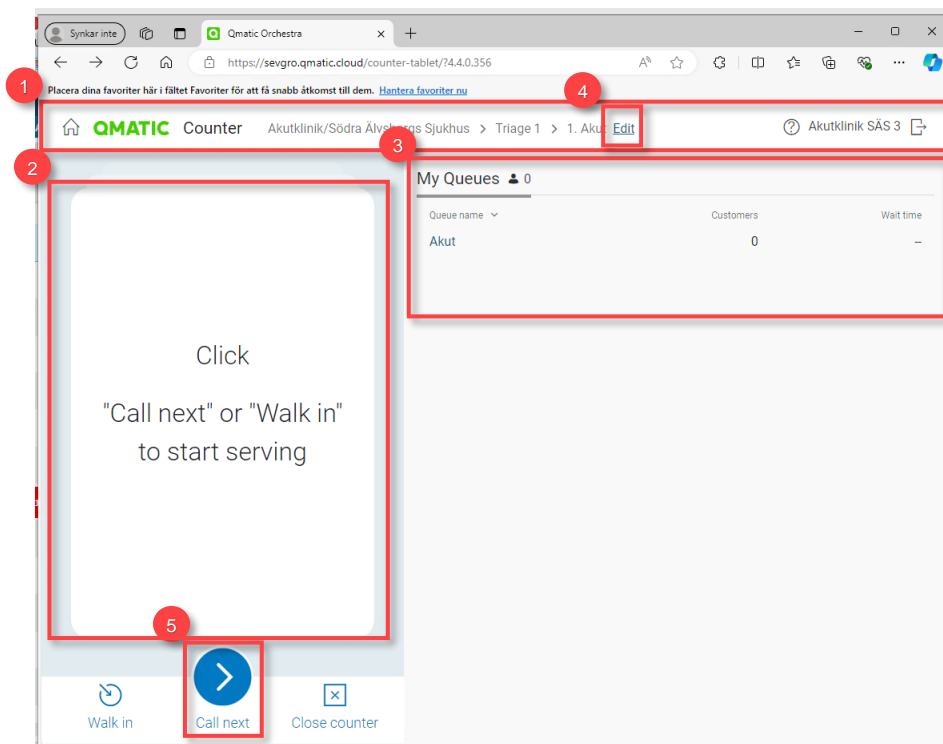 Synkar inte
Qmatic Orchestra
https://sevgro.qmatic.cloud/counter-tablet/?4.4.0.356
Placera dina favoriter här i fältet Favoriter för att få snabb åtkomst till dem. Hantera favoriter nu
1
4
QMATIC Counter Akutklinik/Södra Älvsborgs Sjukhus > Triage 1 > 1. Akut Edit
? Akutklinik SÄS 3
3
2
My Queues 0
Queue name Customers Wait time
Akut 0 --
Click
"Call next" or "Walk in"
to start serving
5
Walk in
Call next
Close counter